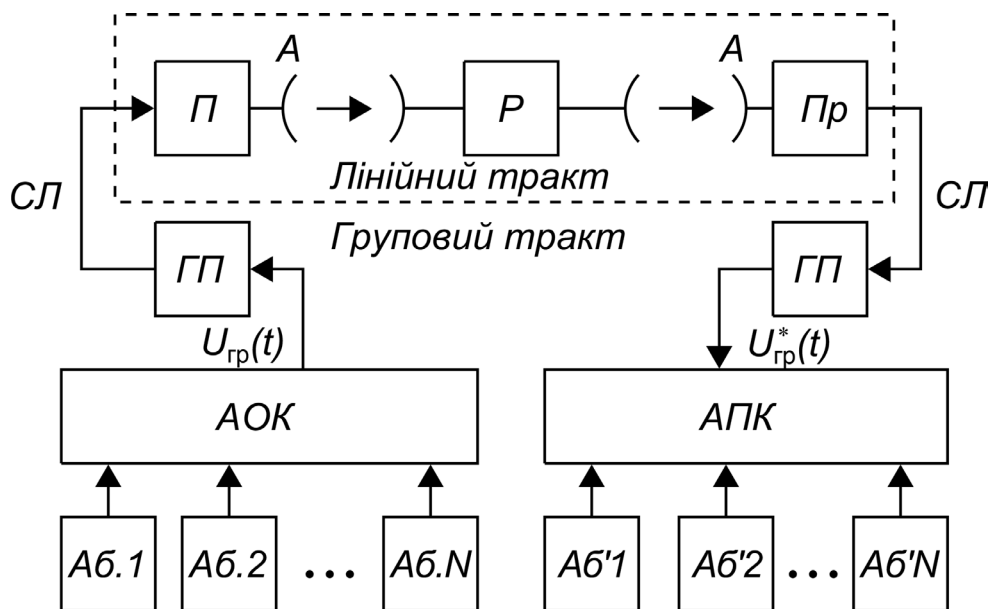 А А
П Р Пр
Лінійний тракт
СЛ СЛ
Груповий тракт
ГП ГП
Uгр(t) U*гр(t)
АОК АПК
Аб.1 Аб.2 ... Аб.N Аб'1 Аб'2 ... Аб'N